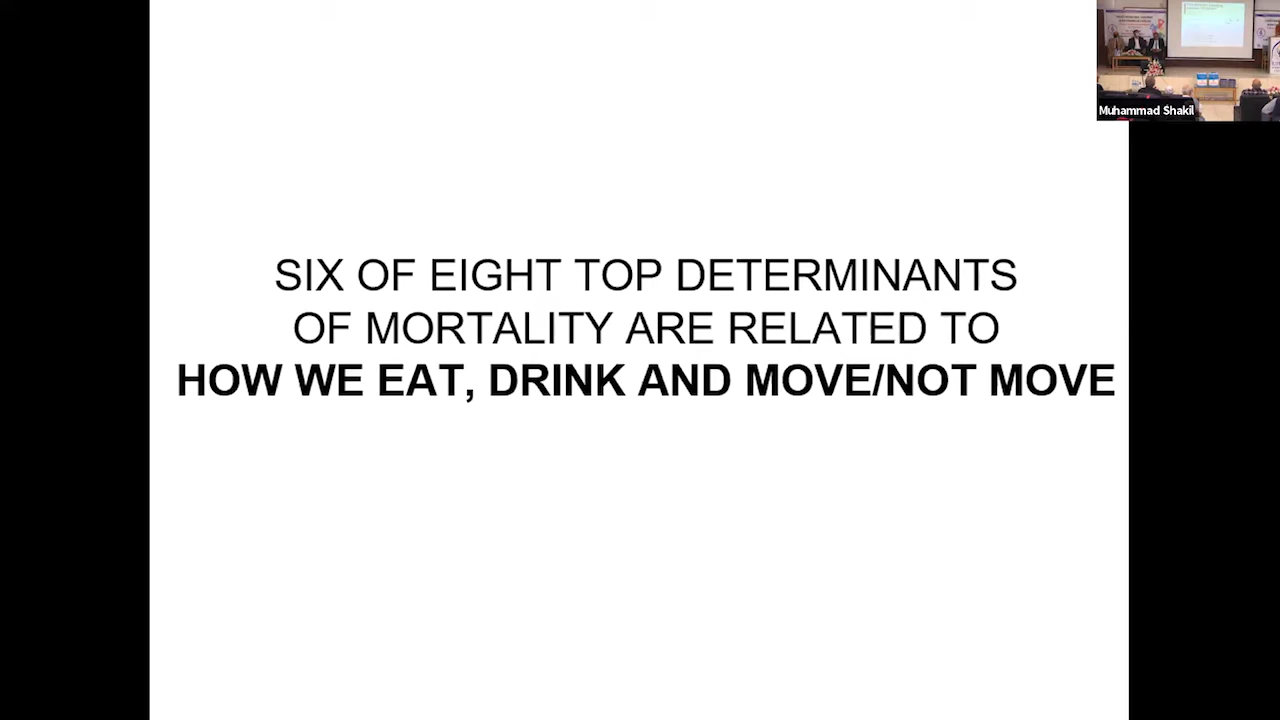 SIX OF EIGHT TOP DETERMINANTS
OF MORTALITY ARE RELATED TO
HOW WE EAT, DRINK AND MOVE/NOT MOVE
Muhammad Shakil